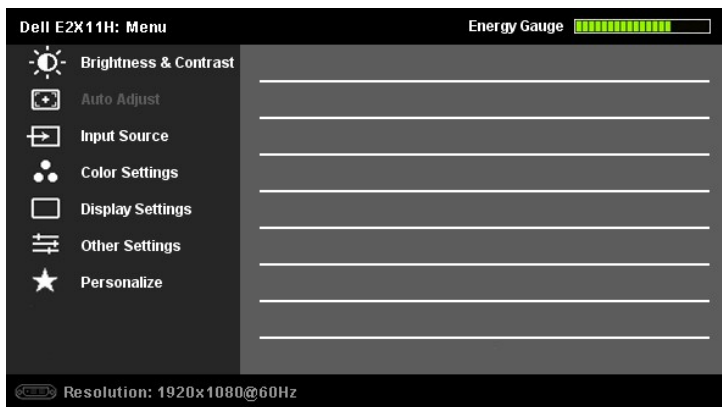 Dell E2X11H: Menu
Energy Gauge
Brightness & Contrast
Auto Adjust
Input Source
Color Settings
Display Settings
Other Settings
Personalize
Resolution: 1920x1080@60Hz